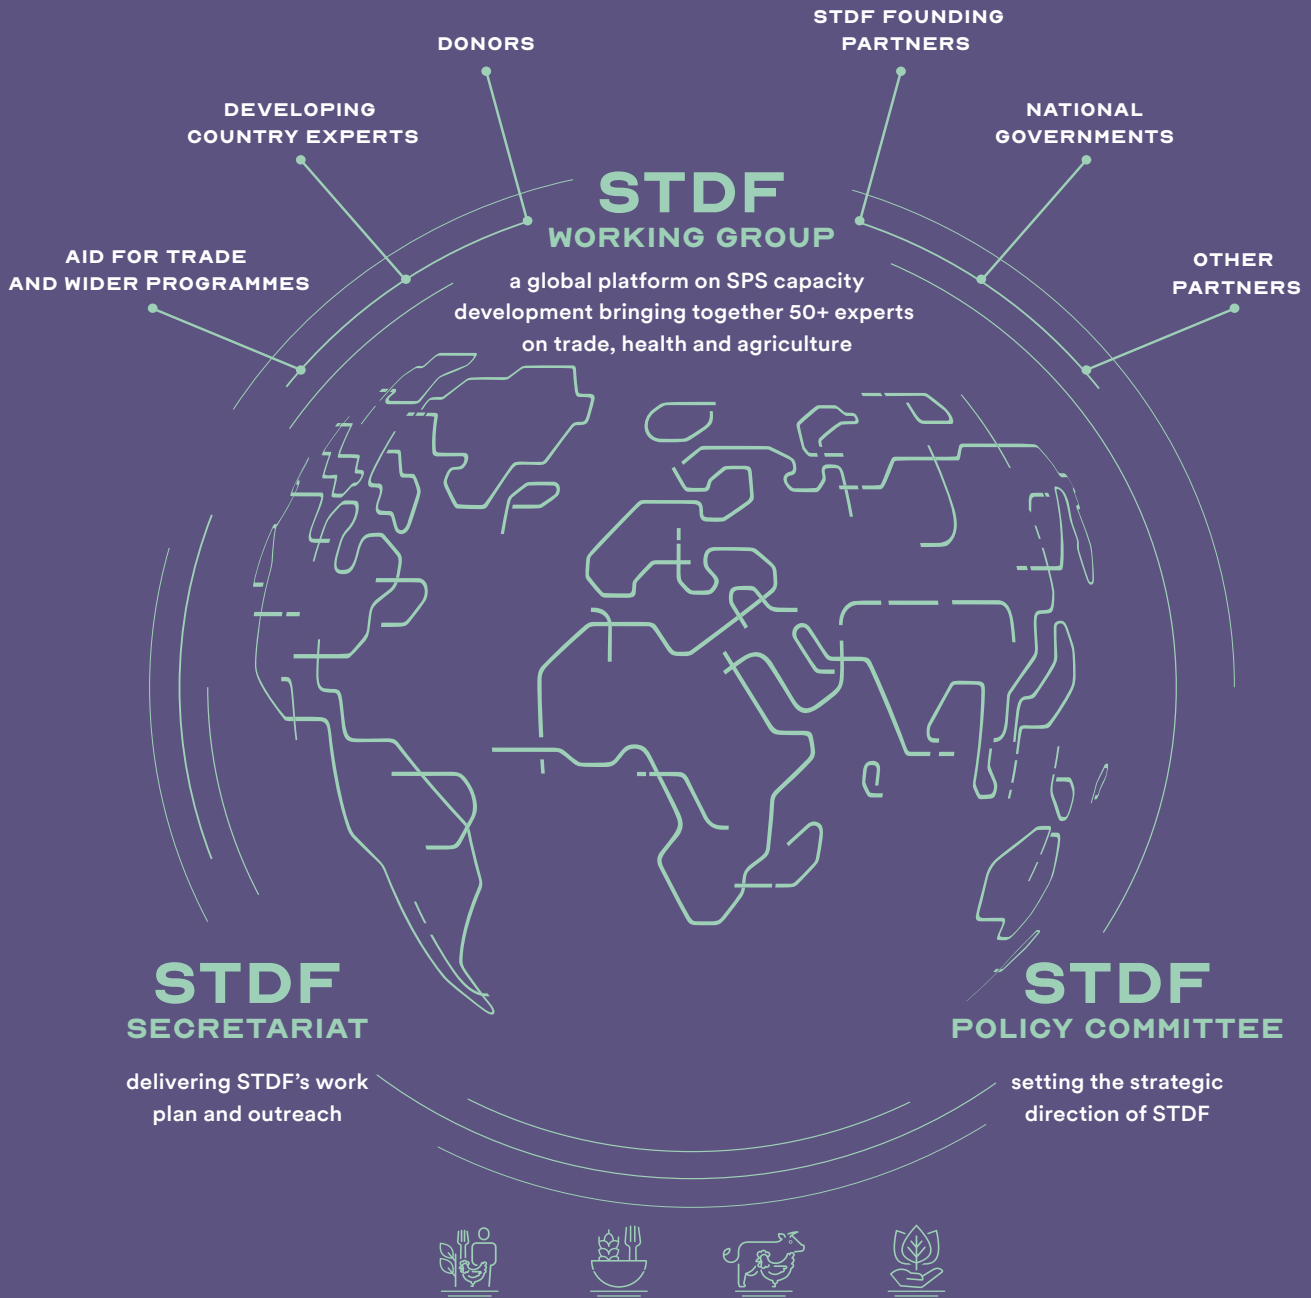 STDF FOUNDING
PARTNERS
DONORS
DEVELOPING
COUNTRY EXPERTS
NATIONAL
GOVERNMENTS
AID FOR TRADE
AND WIDER PROGRAMMES
OTHER
PARTNERS
STDF
WORKING GROUP
a global platform on SPS capacity
development bringing together 50+ experts
on trade, health and agriculture
STDF
SECRETARIAT
delivering STDF’s work
plan and outreach
STDF
POLICY COMMITTEE
setting the strategic
direction of STDF